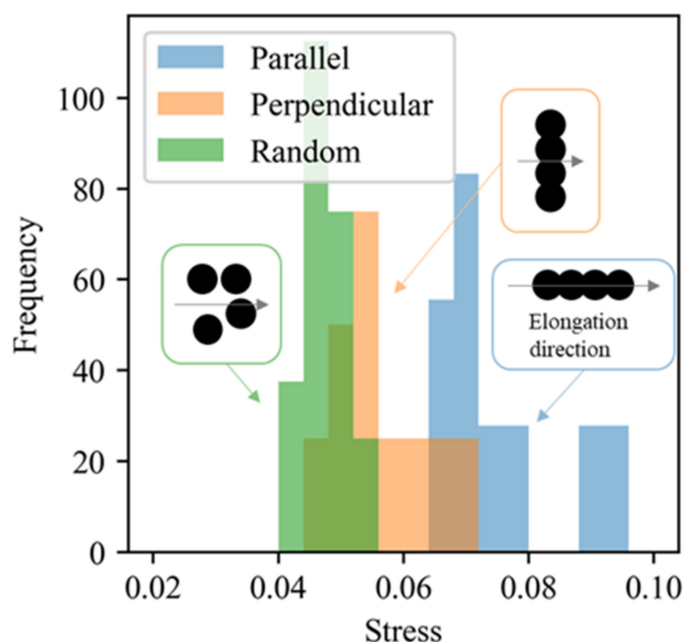 Parallel
Perpendicular
Random
Elongation
direction
Frequency
100
80
60
40
20
0
0.02 0.04 0.06 0.08 0.10
Stress